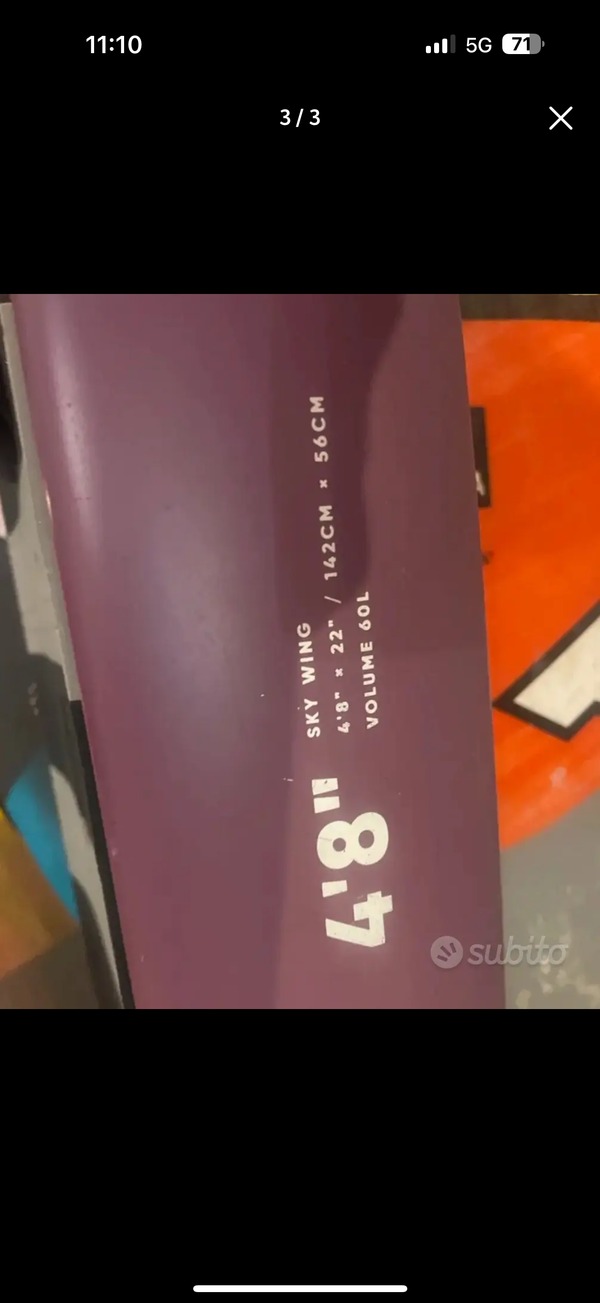 11:10
5G
71
3 / 3
SKY WING
4'8" × 22" / 142CM × 56CM
VOLUME 60L
4'8"
subito